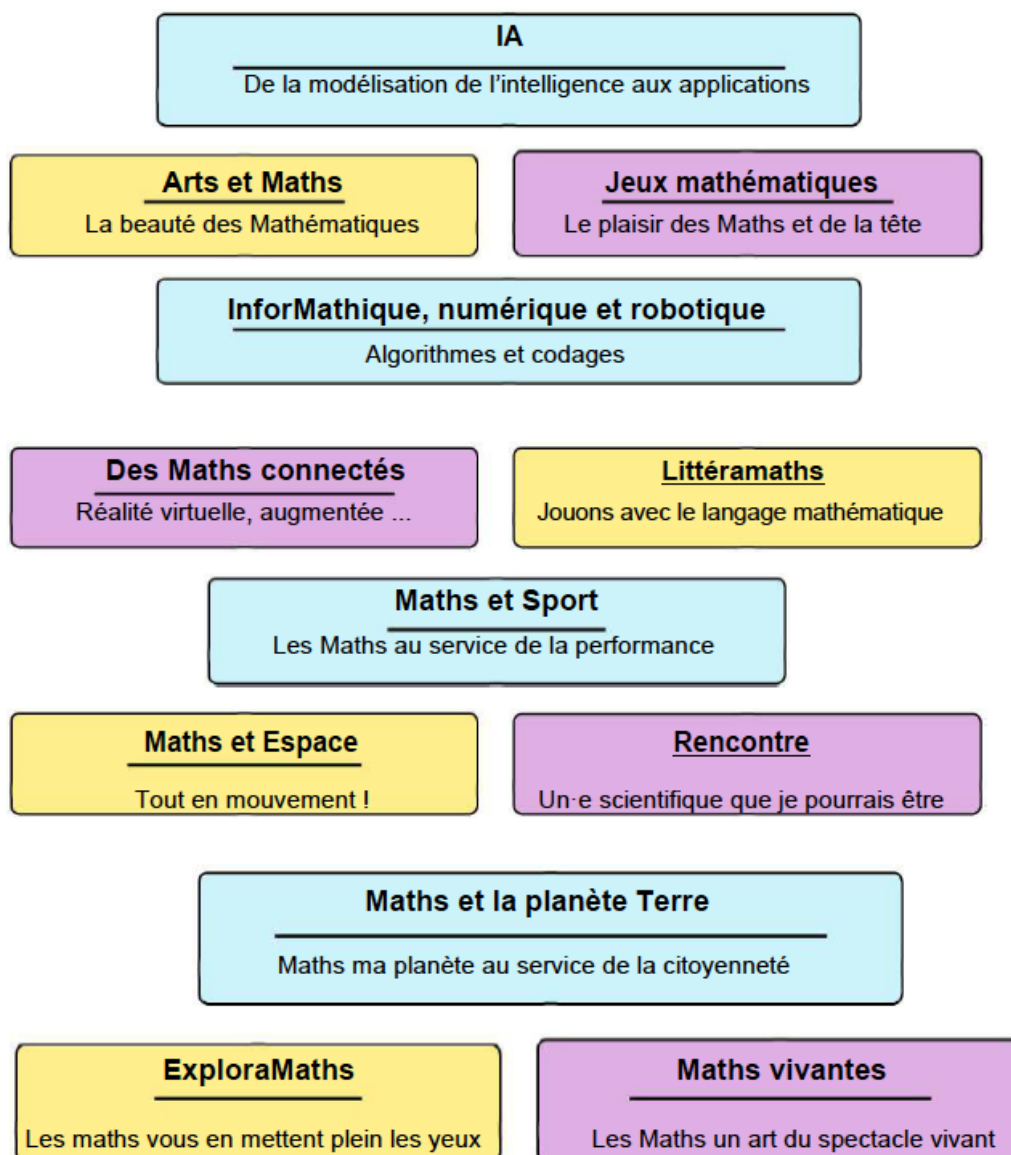 IA
De la modélisation de l'intelligence aux applications
Arts et Maths
La beauté des Mathématiques
Jeux mathématiques
Le plaisir des Maths et de la tête
InforMathique, numérique et robotique
Algorithmes et codages
Des Maths connectés
Réalité virtuelle, augmentée ...
Littéramaths
Jouons avec le langage mathématique
Maths et Sport
Les Maths au service de la performance
Maths et Espace
Tout en mouvement !
Rencontre
Un·e scientifique que je pourrais être
Maths et la planète Terre
Maths ma planète au service de la citoyenneté
ExploraMaths
Les maths vous en mettent plein les yeux
Maths vivantes
Les Maths un art du spectacle vivant